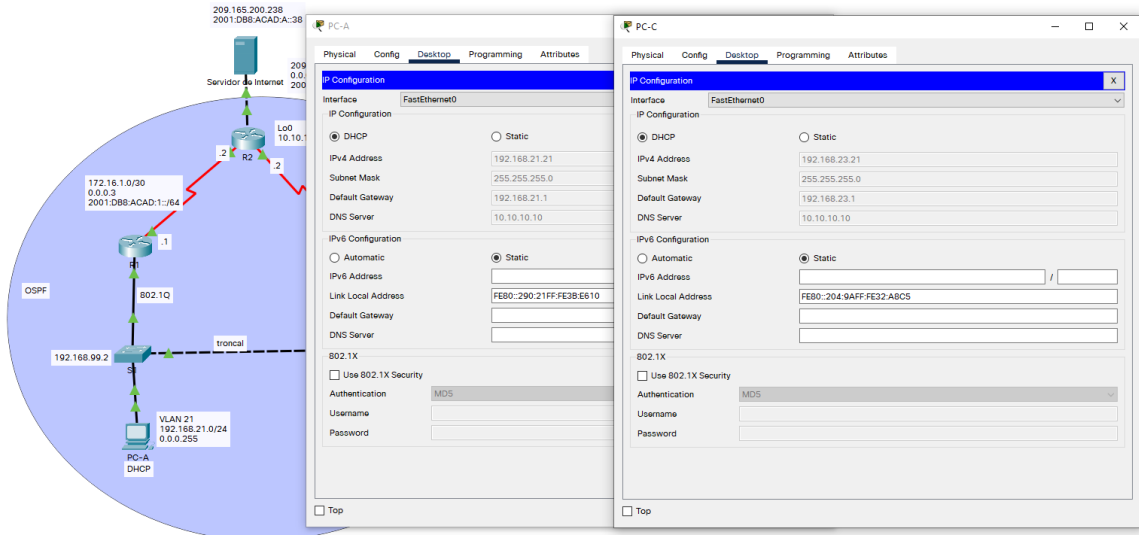 209.165.200.238
2001:DB8:ACAD:A::38
Servidor de Internet
209
0.0.
200
Lo0
10.10.1
R2
.2
.2
172.16.1.0/30
0.0.0.3
2001:DB8:ACAD:1::/64
.1
R1
OSPF
802.1Q
troncal
192.168.99.2
S1
VLAN 21
192.168.21.0/24
0.0.0.255
PC-A
DHCP
PC-A
Physical Config Desktop Programming Attributes
IP Configuration
Interface FastEthernet0
IP Configuration
DHCP Static
IPv4 Address 192.168.21.21
Subnet Mask 255.255.255.0
Default Gateway 192.168.21.1
DNS Server 10.10.10.10
IPv6 Configuration
Automatic Static
IPv6 Address
Link Local Address FE80::290:21FF:FE3B:E610
Default Gateway
DNS Server
802.1X
Use 802.1X Security
Authentication MD5
Username
Password
Top
PC-C
Physical Config Desktop Programming Attributes
IP Configuration X
Interface FastEthernet0
IP Configuration
DHCP Static
IPv4 Address 192.168.23.21
Subnet Mask 255.255.255.0
Default Gateway 192.168.23.1
DNS Server 10.10.10.10
IPv6 Configuration
Automatic Static
IPv6 Address /
Link Local Address FE80::204:9AFF:FE32:A8C5
Default Gateway
DNS Server
802.1X
Use 802.1X Security
Authentication MD5
Username
Password
Top